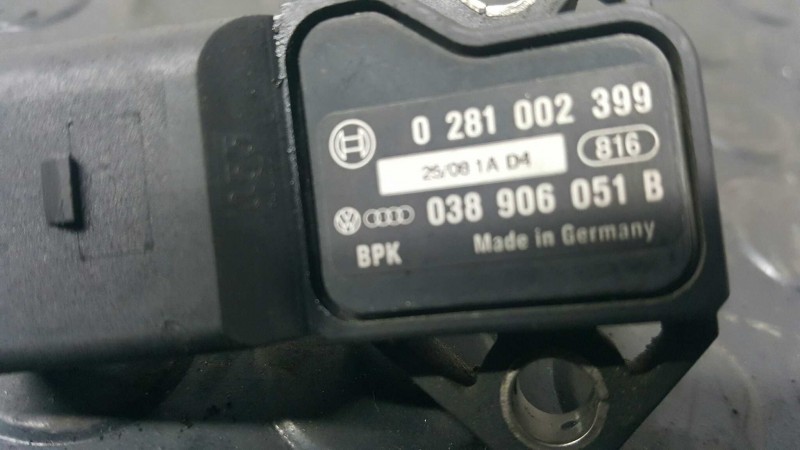 0 281 002 399
25/08 1A D4
816
038 906 051 B
BPK
Made in Germany